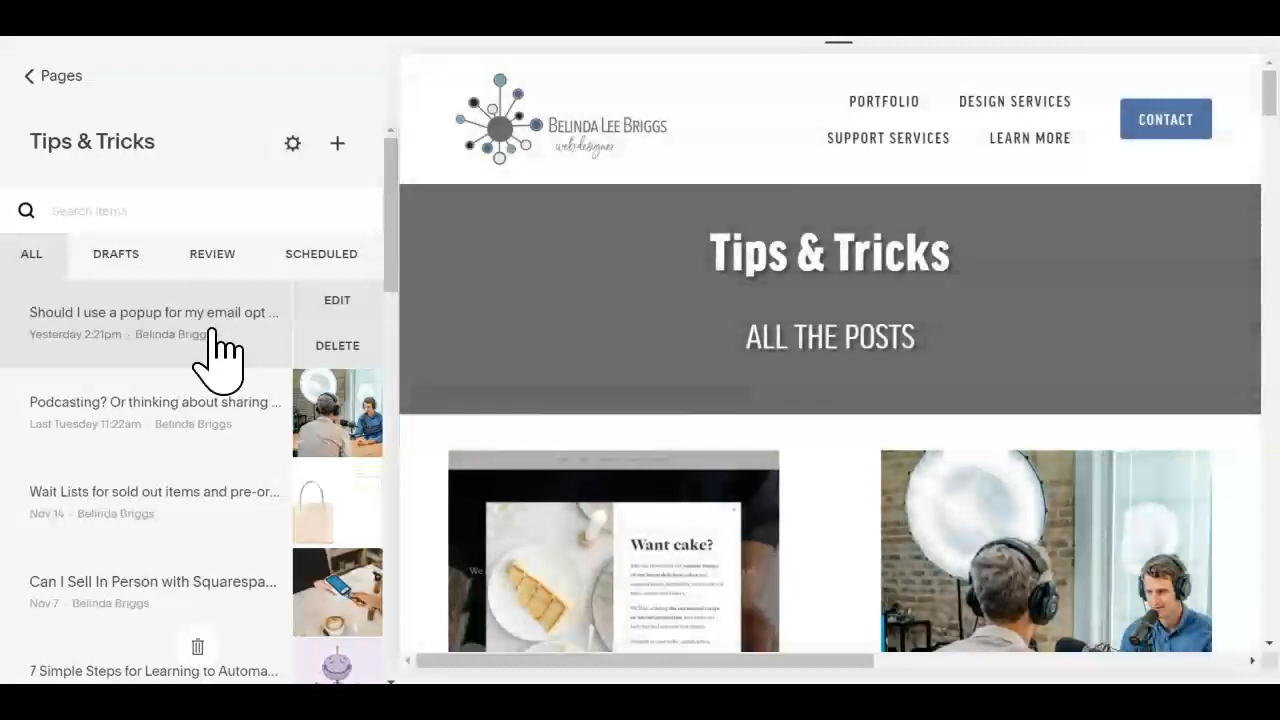 Pages
Tips & Tricks
Search items
ALL
DRAFTS
REVIEW
SCHEDULED
Should I use a popup for my email opt ...
Yesterday 2:21pm · Belinda Brigg
EDIT
DELETE
Podcasting? Or thinking about sharing ...
Last Tuesday 11:22am Belinda Briggs
Wait Lists for sold out items and pre-or...
Nov 14 · Belinda Briggs
Can I Sell In Person with Squarespa...
Nov 7 · Belinda Briggs
7 Simple Steps for Learning to Automa...
BELINDA LEE BRIGGS
web designer
PORTFOLIO
DESIGN SERVICES
SUPPORT SERVICES
LEARN MORE
CONTACT
Tips & Tricks
ALL THE POSTS
We
Want cake?